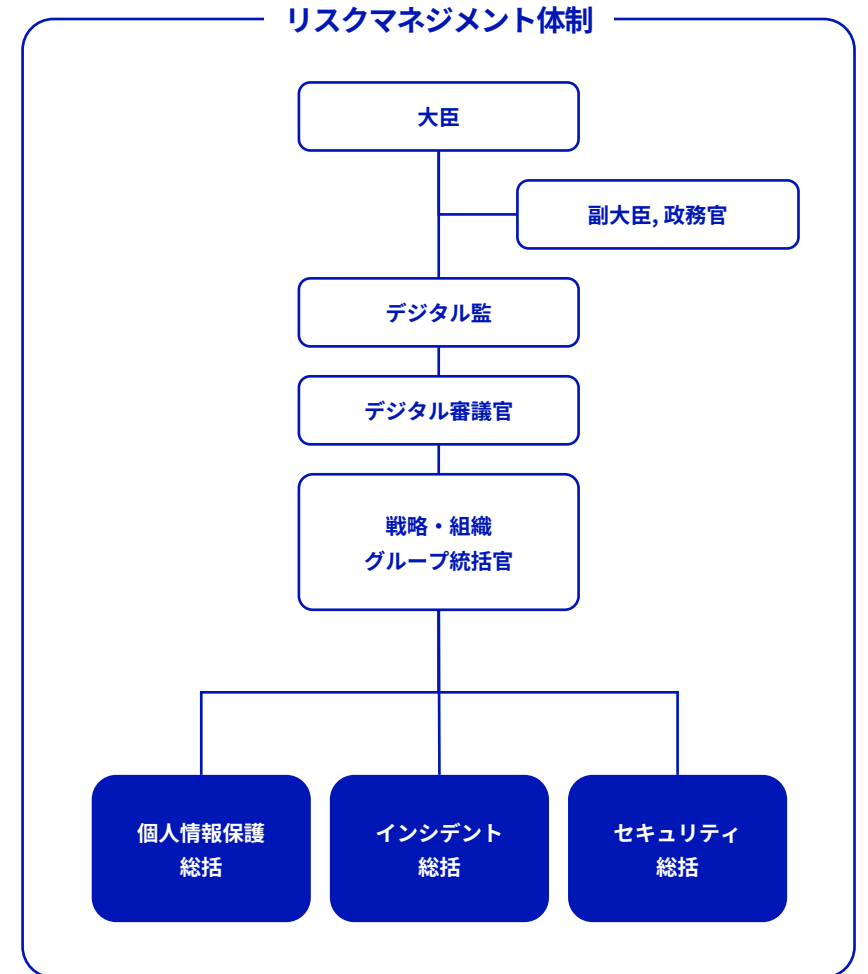 リスクマネジメント体制
大臣
副大臣, 政務官
デジタル監
デジタル審議官
戦略・組織
グループ統括官
個人情報保護
総括
インシデント
総括
セキュリティ
総括